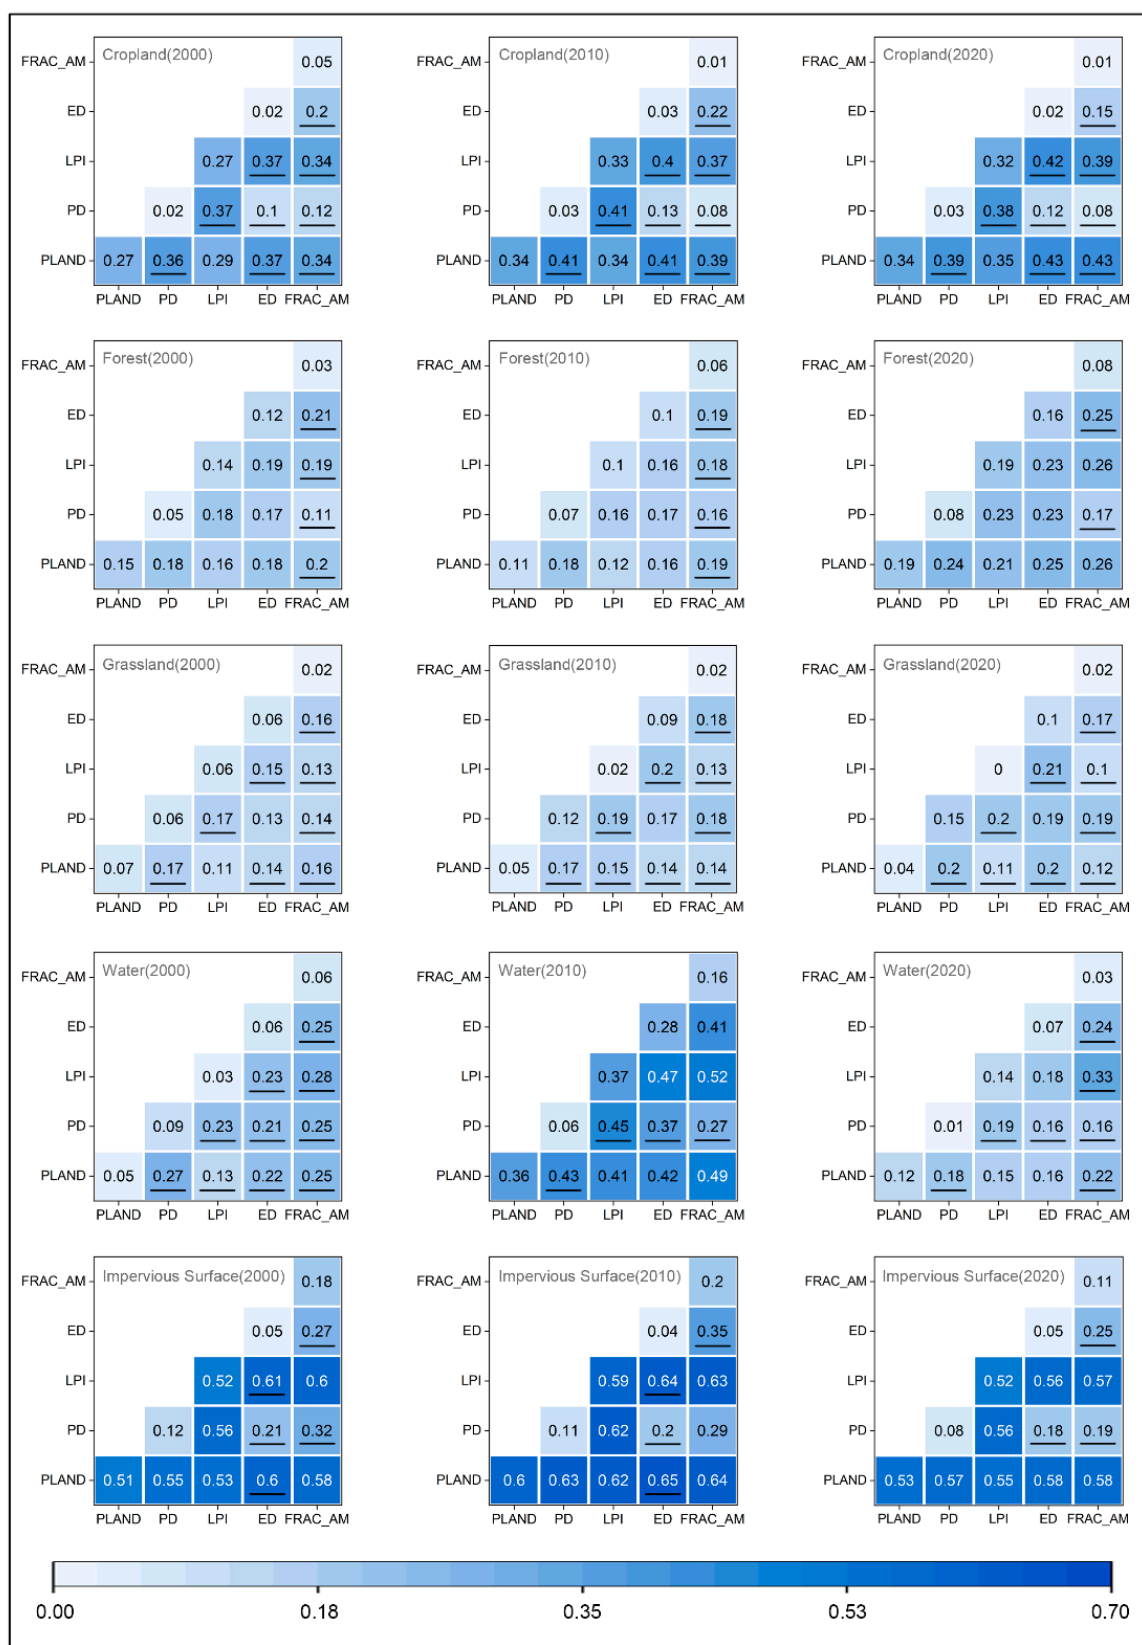 Cropland(2000) Cropland(2010) Cropland(2020)
FRAC_AM 0.05 FRAC_AM 0.01 FRAC_AM 0.01
ED 0.02 0.2 ED 0.03 0.22 ED 0.02 0.15
LPI 0.27 0.37 0.34 LPI 0.33 0.4 0.37 LPI 0.32 0.42 0.39
PD 0.02 0.37 0.1 0.12 PD 0.03 0.41 0.13 0.08 PD 0.03 0.38 0.12 0.08
PLAND 0.27 0.36 0.29 0.37 0.34 PLAND 0.34 0.41 0.34 0.41 0.39 PLAND 0.34 0.39 0.35 0.43 0.43
PLAND PD LPI ED FRAC_AM PLAND PD LPI ED FRAC_AM PLAND PD LPI ED FRAC_AM
Forest(2000) Forest(2010) Forest(2020)
FRAC_AM 0.03 FRAC_AM 0.06 FRAC_AM 0.08
ED 0.12 0.21 ED 0.1 0.19 ED 0.16 0.25
LPI 0.14 0.19 0.19 LPI 0.1 0.16 0.18 LPI 0.19 0.23 0.26
PD 0.05 0.18 0.17 0.11 PD 0.07 0.16 0.17 0.16 PD 0.08 0.23 0.23 0.17
PLAND 0.15 0.18 0.16 0.18 0.2 PLAND 0.11 0.18 0.12 0.16 0.19 PLAND 0.19 0.24 0.21 0.25 0.26
PLAND PD LPI ED FRAC_AM PLAND PD LPI ED FRAC_AM PLAND PD LPI ED FRAC_AM
Grassland(2000) Grassland(2010) Grassland(2020)
FRAC_AM 0.02 FRAC_AM 0.02 FRAC_AM 0.02
ED 0.06 0.16 ED 0.09 0.18 ED 0.1 0.17
LPI 0.06 0.15 0.13 LPI 0.02 0.2 0.13 LPI 0 0.21 0.1
PD 0.06 0.17 0.13 0.14 PD 0.12 0.19 0.17 0.18 PD 0.15 0.2 0.19 0.19
PLAND 0.07 0.17 0.11 0.14 0.16 PLAND 0.05 0.17 0.15 0.14 0.14 PLAND 0.04 0.2 0.11 0.2 0.12
PLAND PD LPI ED FRAC_AM PLAND PD LPI ED FRAC_AM PLAND PD LPI ED FRAC_AM
Water(2000) Water(2010) Water(2020)
FRAC_AM 0.06 FRAC_AM 0.16 FRAC_AM 0.03
ED 0.06 0.25 ED 0.28 0.41 ED 0.07 0.24
LPI 0.03 0.23 0.28 LPI 0.37 0.47 0.52 LPI 0.14 0.18 0.33
PD 0.09 0.23 0.21 0.25 PD 0.06 0.45 0.37 0.27 PD 0.01 0.19 0.16 0.16
PLAND 0.05 0.27 0.13 0.22 0.25 PLAND 0.36 0.43 0.41 0.42 0.49 PLAND 0.12 0.18 0.15 0.16 0.22
PLAND PD LPI ED FRAC_AM PLAND PD LPI ED FRAC_AM PLAND PD LPI ED FRAC_AM
Impervious Surface(2000) Impervious Surface(2010) Impervious Surface(2020)
FRAC_AM 0.18 FRAC_AM 0.2 FRAC_AM 0.11
ED 0.05 0.27 ED 0.04 0.35 ED 0.05 0.25
LPI 0.52 0.61 0.6 LPI 0.59 0.64 0.63 LPI 0.52 0.56 0.57
PD 0.12 0.56 0.21 0.32 PD 0.11 0.62 0.2 0.29 PD 0.08 0.56 0.18 0.19
PLAND 0.51 0.55 0.53 0.6 0.58 PLAND 0.6 0.63 0.62 0.65 0.64 PLAND 0.53 0.57 0.55 0.58 0.58
PLAND PD LPI ED FRAC_AM PLAND PD LPI ED FRAC_AM PLAND PD LPI ED FRAC_AM
0.00 0.18 0.35 0.53 0.70